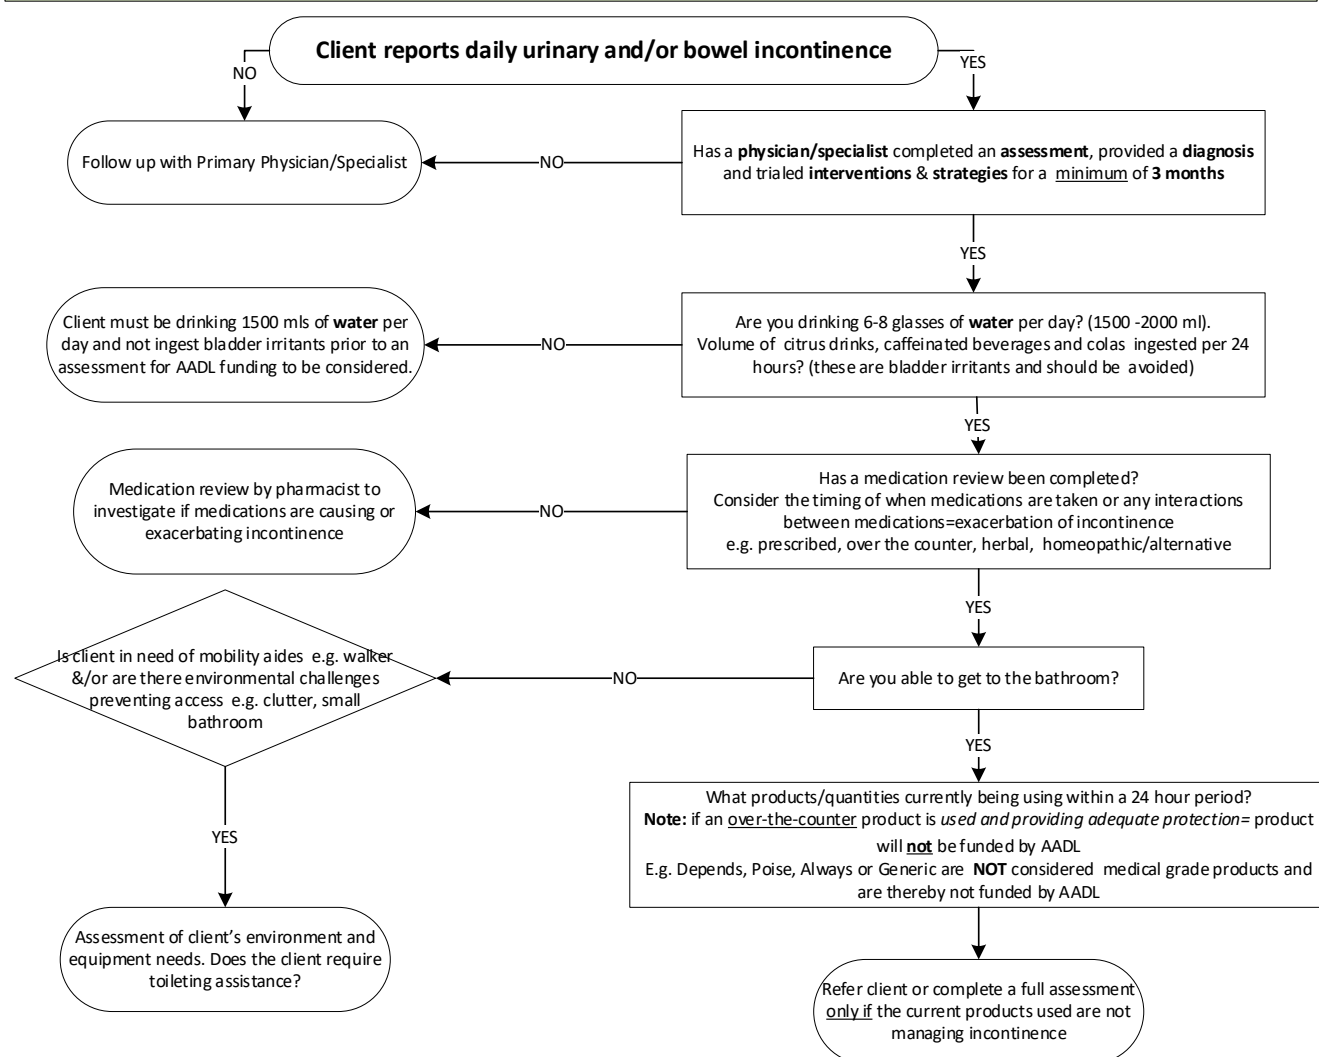 Client reports daily urinary and/or bowel incontinence
NO
YES
Follow up with Primary Physician/Specialist
NO
Has a physician/specialist completed an assessment, provided a diagnosis
and trialed interventions & strategies for a minimum of 3 months
YES
Client must be drinking 1500 mls of water per
day and not ingest bladder irritants prior to an
assessment for AADL funding to be considered.
NO
Are you drinking 6-8 glasses of water per day? (1500 -2000 ml).
Volume of citrus drinks, caffeinated beverages and colas ingested per 24
hours? (these are bladder irritants and should be avoided)
YES
Medication review by pharmacist to
investigate if medications are causing or
exacerbating incontinence
NO
Has a medication review been completed?
Consider the timing of when medications are taken or any interactions
between medications=exacerbation of incontinence
e.g. prescribed, over the counter, herbal, homeopathic/alternative
YES
Is client in need of mobility aides e.g. walker
&/or are there environmental challenges
preventing access e.g. clutter, small
bathroom
NO
Are you able to get to the bathroom?
YES
YES
What products/quantities currently being using within a 24 hour period?
Note: if an over-the-counter product is used and providing adequate protection= product
will not be funded by AADL
E.g. Depends, Poise, Always or Generic are NOT considered medical grade products and
are thereby not funded by AADL
Assessment of client's environment and
equipment needs. Does the client require
toileting assistance?
Refer client or complete a full assessment
only if the current products used are not
managing incontinence